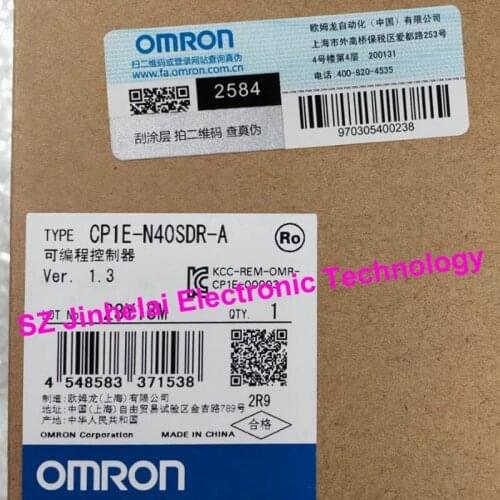 OMRON
扫二维码或登录网站查询真伪
www.fa.omron.com.cn
2584
刮涂层 拍二维码 查真伪
欧姆龙自动化（中国）有限公司
上海市外高桥保税区爱都路253号
4号楼第4层 200131
电话:400-820-4535
970305400238
TYPE CP1E-N40SDR-A
可编程控制器
Ver. 1.3
Ro
KCC-REM-OMR-
CP1E-00003
SZ Jinhelai Electronic Technology
LOT No.
QTY. 1
4 548583 371538
2R9
制造: 欧姆龙(上海)有限公司
地址: 中国(上海)自由贸易试验区金吉路789号
产地: 中华人民共和国
合格
OMRON Corporation MADE IN CHINA
OMRON